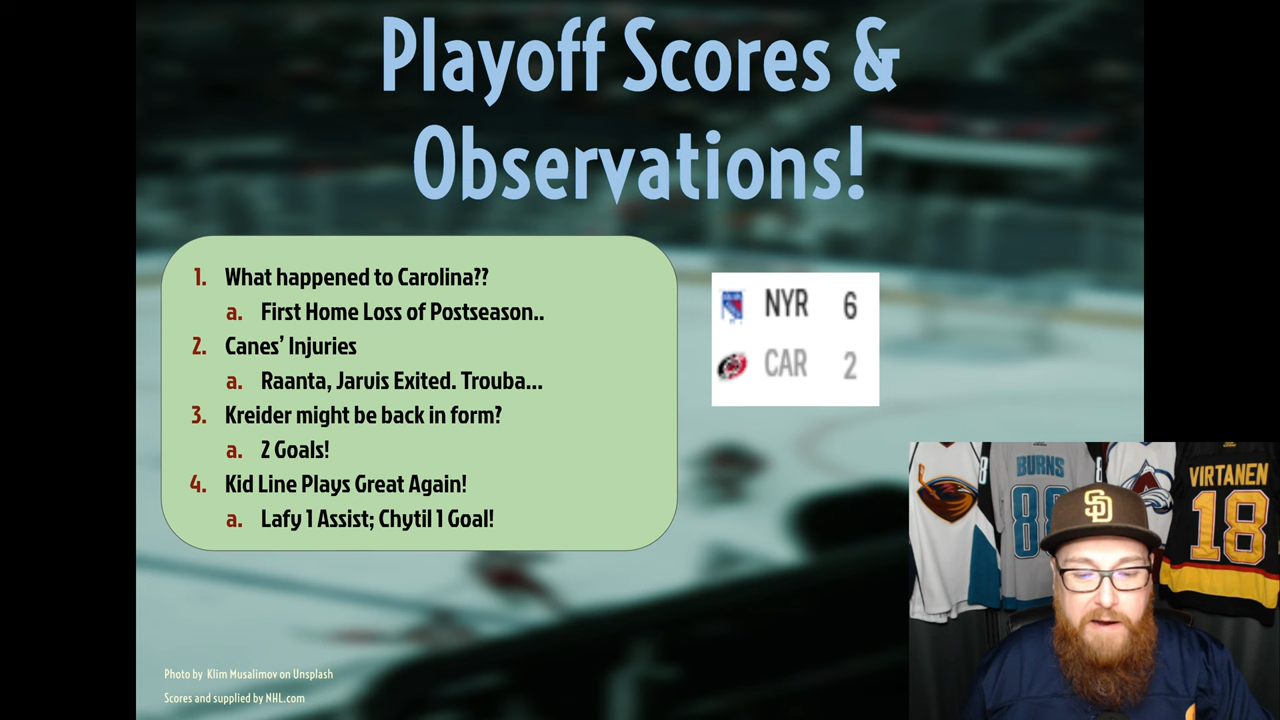 Playoff Scores &
Observations!
1. What happened to Carolina??
a. First Home Loss of Postseason..
2. Canes' Injuries
a. Raanta, Jarvis Exited. Trouba...
3. Kreider might be back in form?
a. 2 Goals!
4. Kid Line Plays Great Again!
a. Lafy 1 Assist; Chytil 1 Goal!
NYR 6
CAR 2
BURNS
88
8
VIRTANEN
18
SD
Photo by Klim Musalimov on Unsplash
Scores and supplied by NHL.com